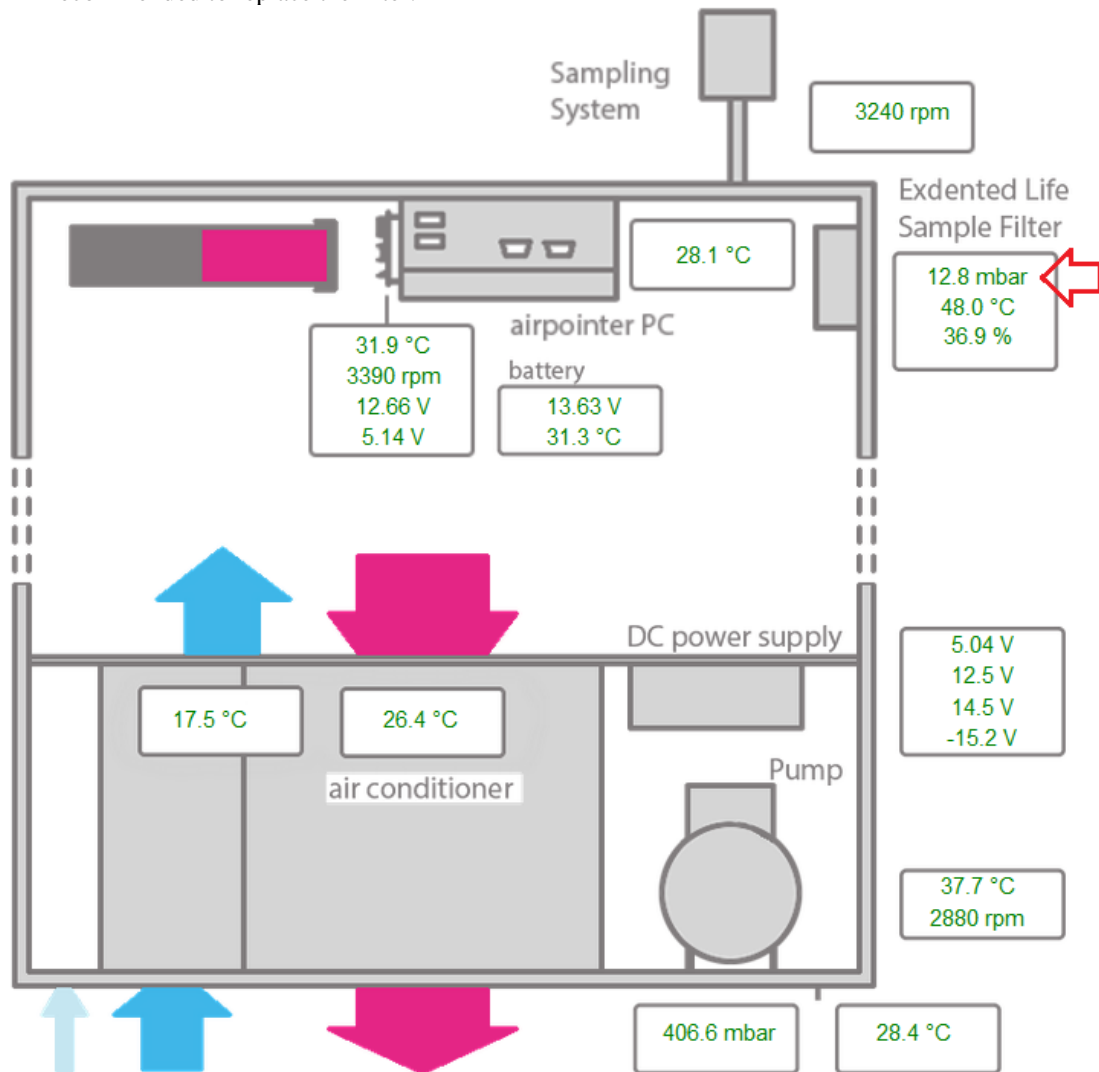 Sampling
System
3240 rpm
Exdented Life
Sample Filter
12.8 mbar
48.0 °C
36.9 %
28.1 °C
airpointer PC
31.9 °C
3390 rpm
12.66 V
5.14 V
battery
13.63 V
31.3 °C
DC power supply
5.04 V
12.5 V
14.5 V
-15.2 V
17.5 °C
26.4 °C
air conditioner
Pump
37.7 °C
2880 rpm
406.6 mbar
28.4 °C